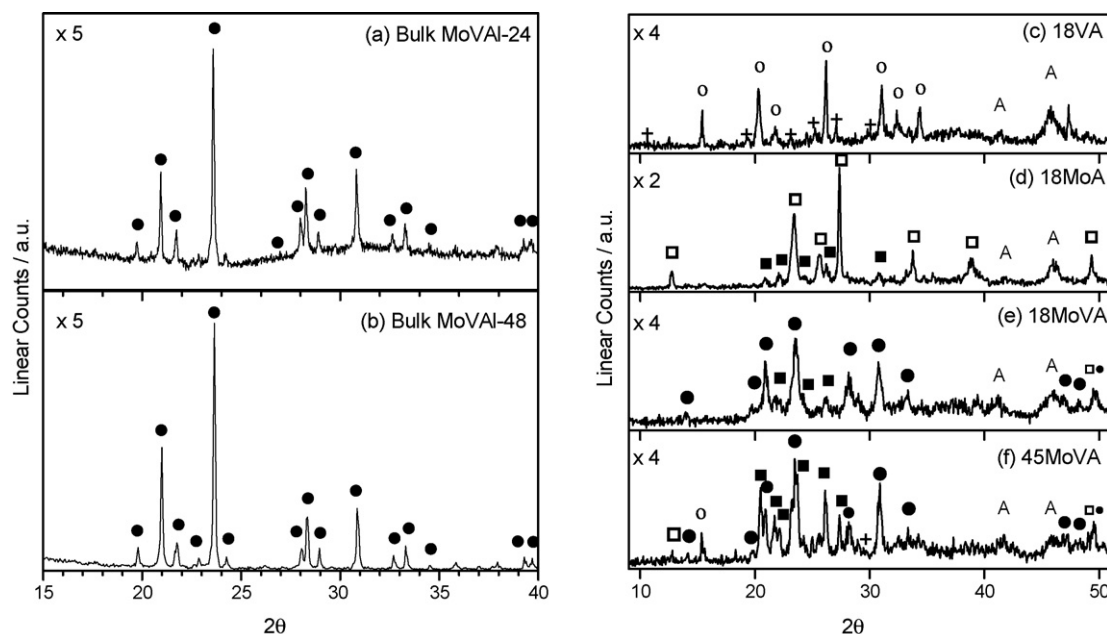 x 5
(a) Bulk MoVAl-24
x 5
(b) Bulk MoVAl-48
15 20 25 30 35 40
2θ
Linear Counts / a.u.
x 4
(c) 18VA
A
A
x 2
(d) 18MoA
A
A
x 4
(e) 18MoVA
A
A
x 4
(f) 45MoVA
A
A
10 20 30 40 50
2θ
Linear Counts / a.u.